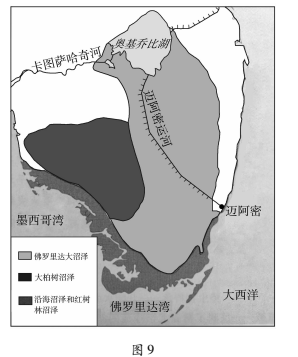 奥基乔比湖
卡图萨哈奇河
迈阿密运河
迈阿密
墨西哥湾
佛罗里达大沼泽
大柏树沼泽
沿海沼泽和红树
林沼泽
佛罗里达湾
大西洋
图 9